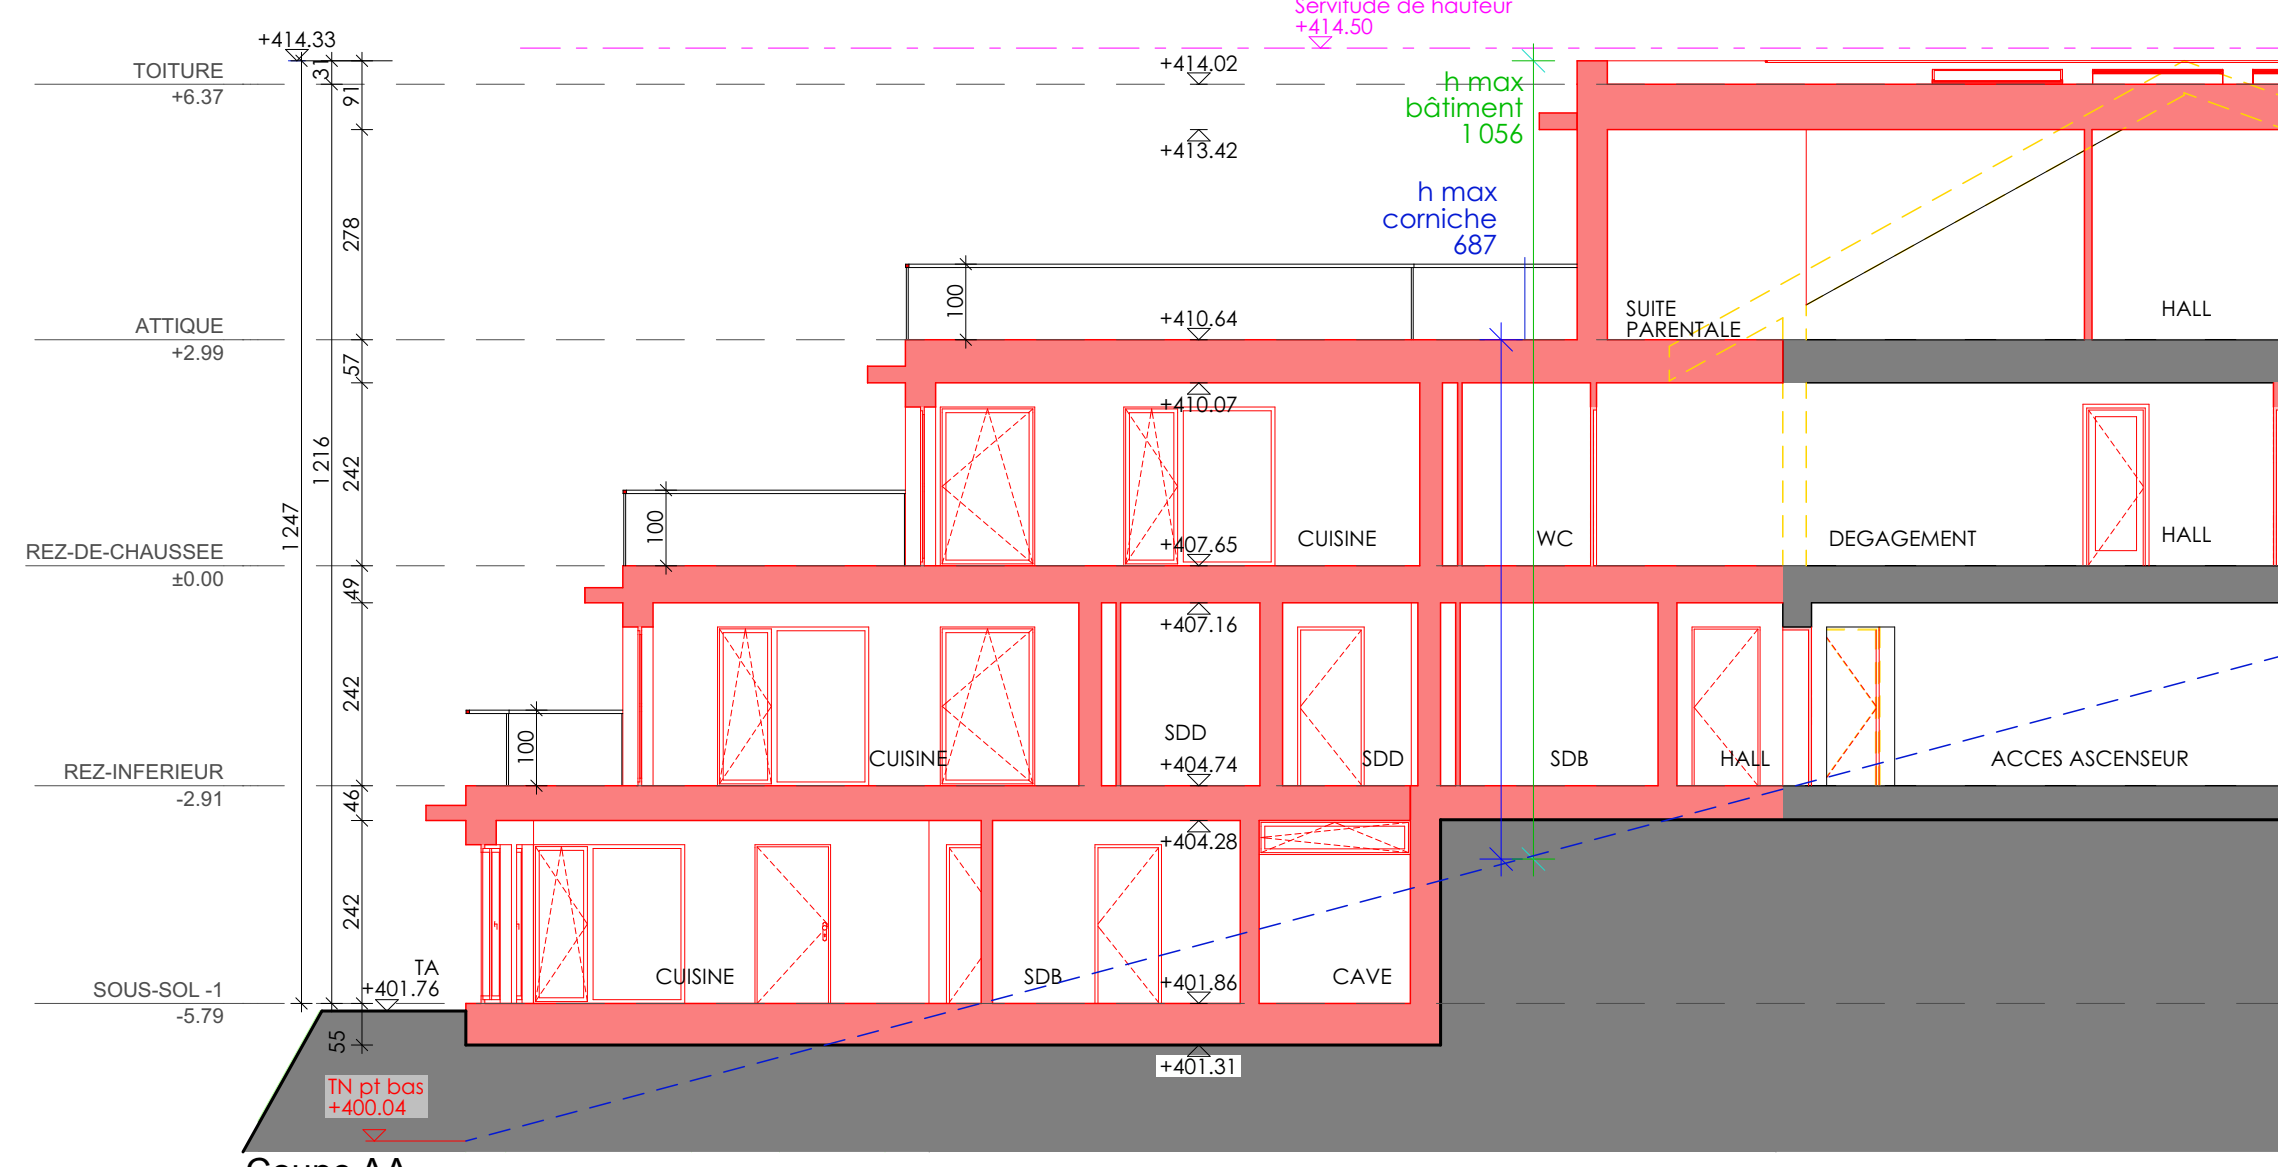 Servitude de hauteur
+414.50
+414.33
TOITURE
+6.37
31
91
+414.02
h max
bâtiment
1 056
+413.42
h max
corniche
687
278
100
+410.64
SUITE
PARENTALE
HALL
ATTIQUE
+2.99
57
+410.07
1 216
242
1 247
100
+407.65
CUISINE
WC
DEGAGEMENT
HALL
REZ-DE-CHAUSSEE
±0.00
49
+407.16
242
100
CUISINE
SDD
+404.74
SDD
SDB
HALL
ACCES ASCENSEUR
REZ-INFERIEUR
-2.91
46
+404.28
242
TA
+401.76
CUISINE
SDB
+401.86
CAVE
SOUS-SOL -1
-5.79
55
+401.31
TN pt bas
+400.04
Coupe AA